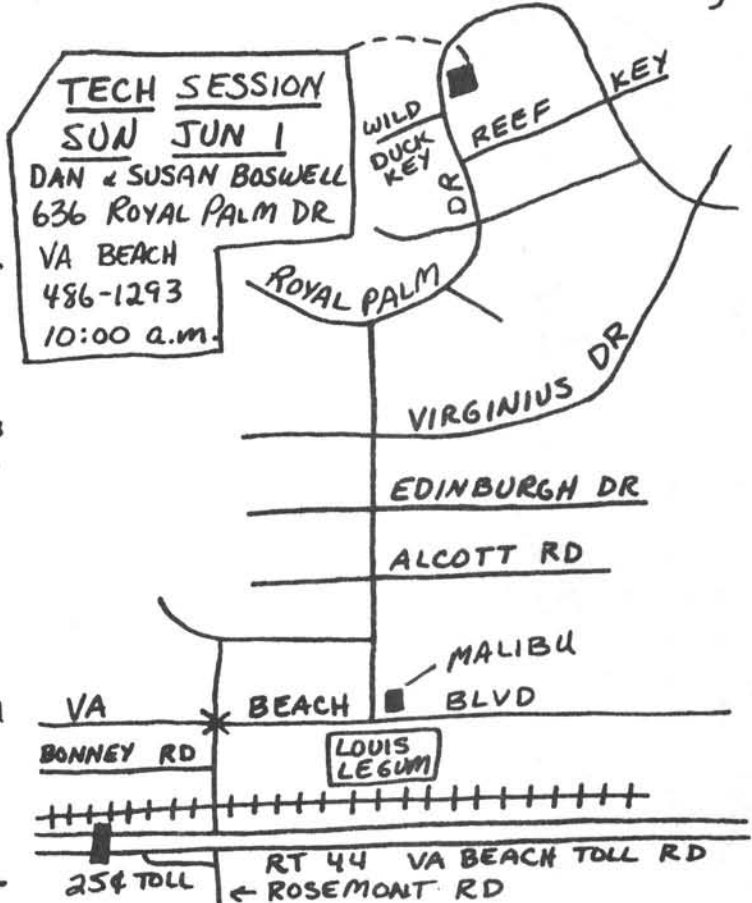 TECH SESSION
SUN JUN 1
DAN & SUSAN BOSWELL
636 ROYAL PALM DR
VA BEACH
486-1293
10:00 a.m.
WILD
DUCK
KEY
REEF KEY
ROYAL PALM DR
VIRGINIUS DR
EDINBURGH DR
ALCOTT RD
MALIBU
VA BEACH BLVD
BONNEY RD
LOUIS
LEGUM
RT 44 VA BEACH TOLL RD
25¢ TOLL
← ROSEMONT RD